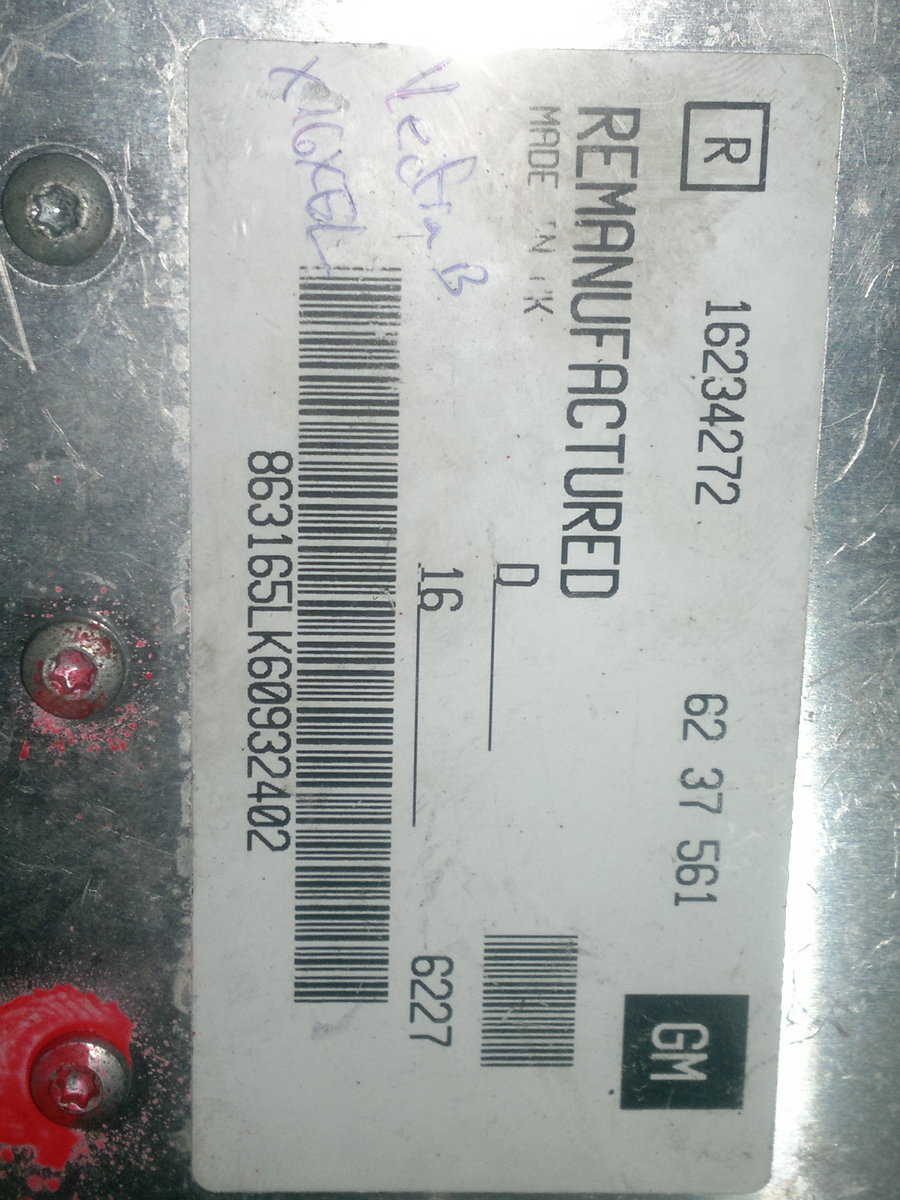 R 16234272 62 37 561 GM
REMANUFACTURED
MADE IN UK
D
16
6227
Vectra B
X16XEL
863165LK60932402